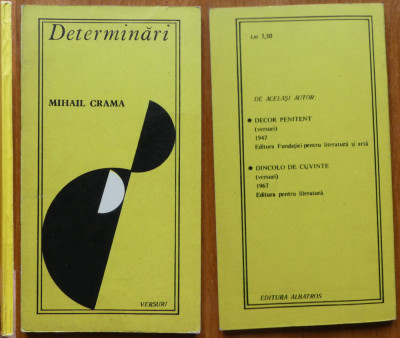 Determinări
MIHAIL CRAMA
VERSURI
Lei 7,50
DE ACELAȘI AUTOR:
● DECOR PENITENT
(versuri)
1947
Editura Fundației pentru literatură și artă
● DINCOLO DE CUVINTE
(versuri)
1967
Editura pentru literatură
EDITURA ALBATROS